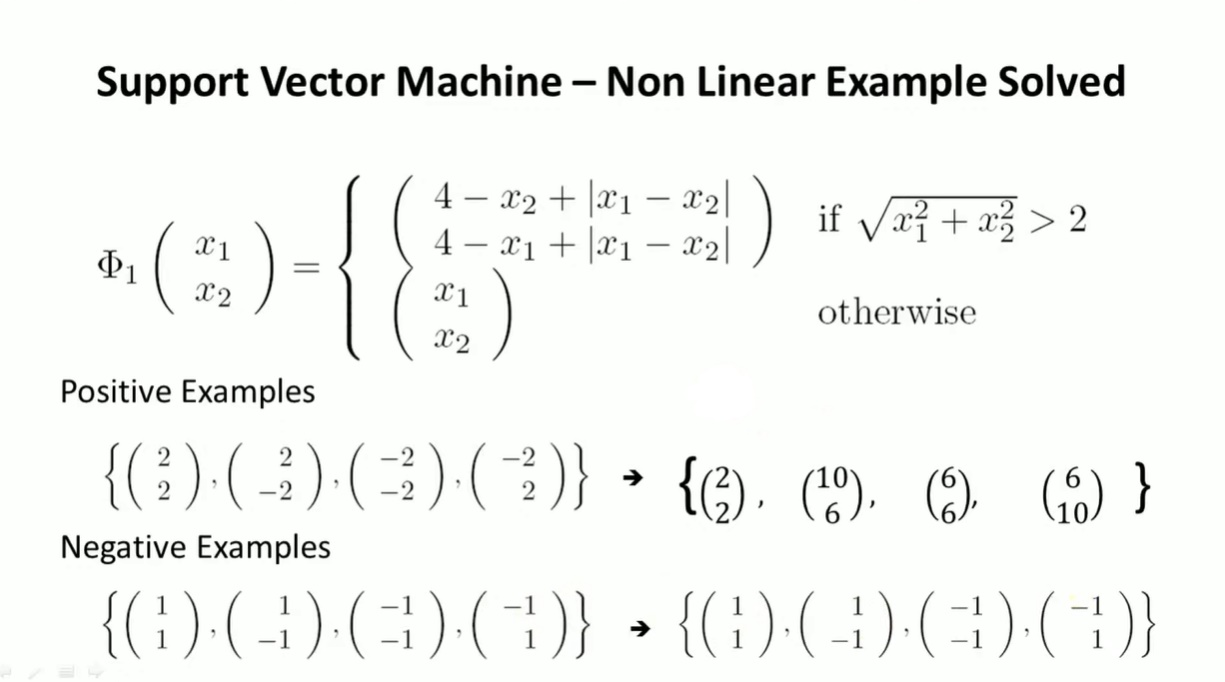 Support Vector Machine – Non Linear Example Solved
Φ₁ ( x₁ x₂ ) = { ( 4 − x₂ + |x₁ − x₂| 4 − x₁ + |x₁ − x₂| ) if √(x₁² + x₂²) > 2
( x₁ x₂ ) otherwise
Positive Examples
{( 2 2 ), ( 2 −2 ), ( −2 −2 ), ( −2 2 )} → {( 2 2 ), ( 10 6 ), ( 6 6 ), ( 6 10 )}
Negative Examples
{( 1 1 ), ( 1 −1 ), ( −1 −1 ), ( −1 1 )} → {( 1 1 ), ( 1 −1 ), ( −1 −1 ), ( −1 1 )}